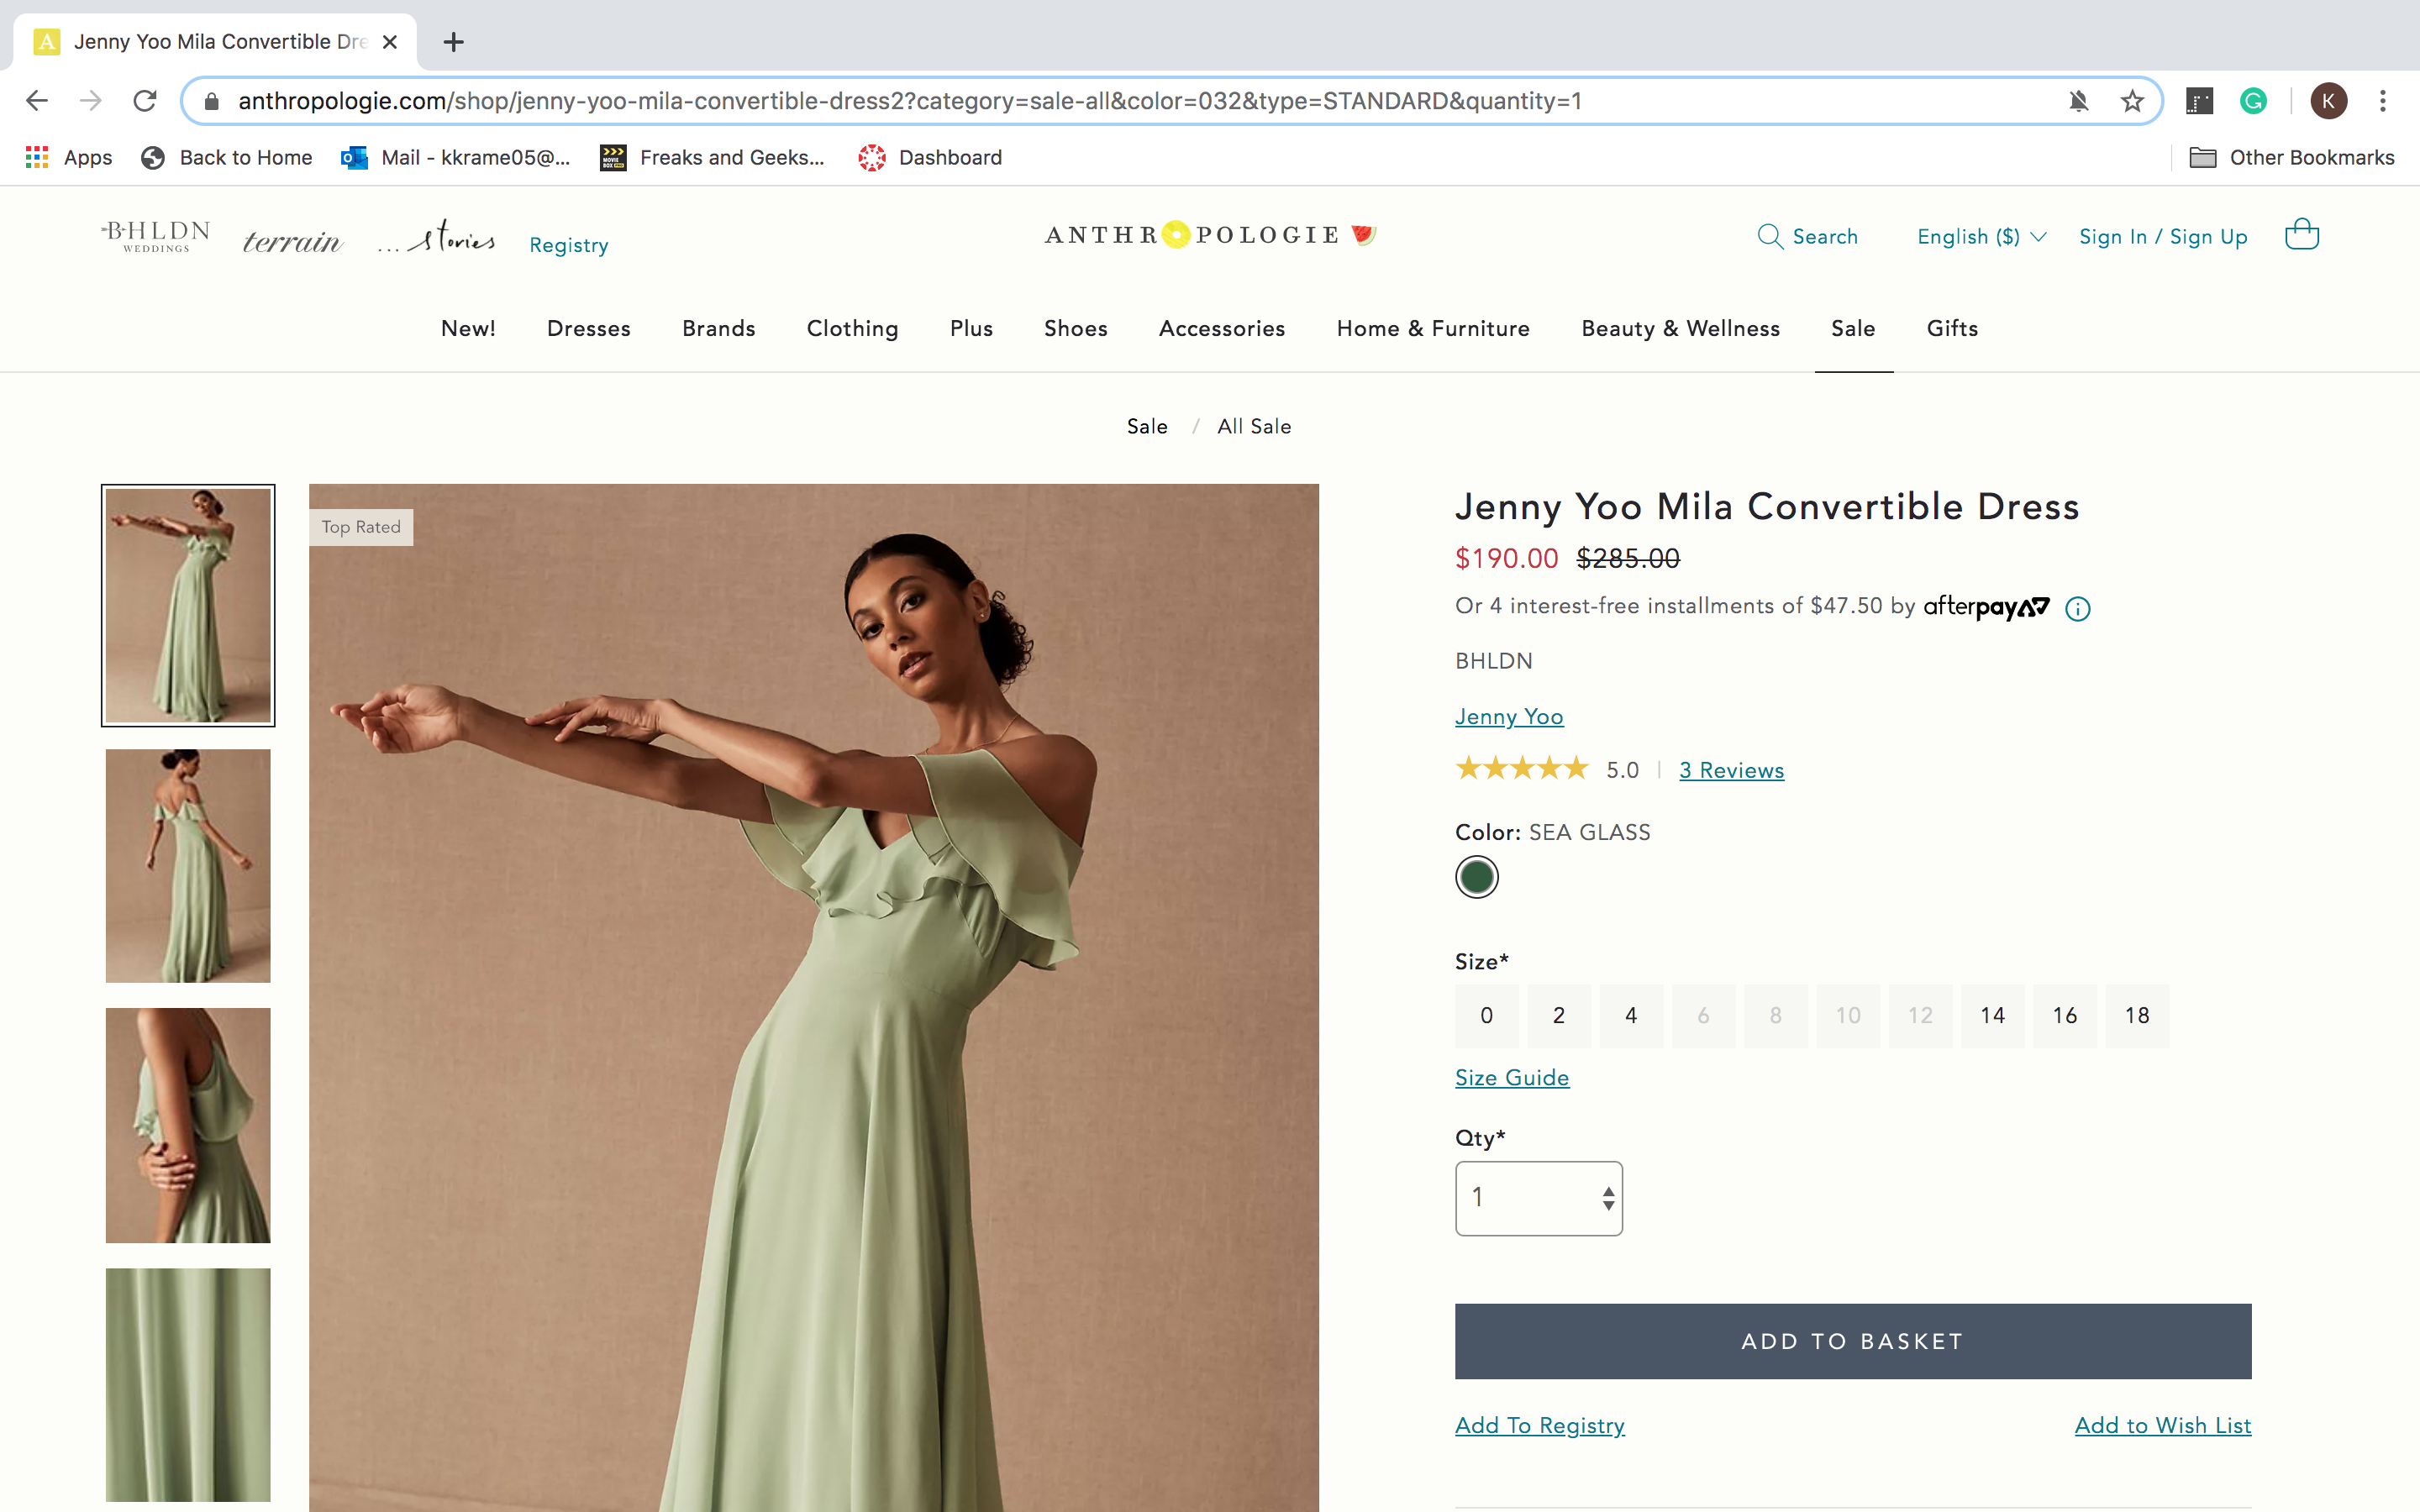 Jenny Yoo Mila Convertible Dre
anthropologie.com/shop/jenny-yoo-mila-convertible-dress2?category=sale-all&color=032&type=STANDARD&quantity=1
K
Apps
Back to Home
Mail - kkrame05@...
Freaks and Geeks...
Dashboard
Other Bookmarks
BHLDN
WEDDINGS
terrain
... stories
Registry
ANTHROPOLOGIE
Search
English ($)
Sign In / Sign Up
New!
Dresses
Brands
Clothing
Plus
Shoes
Accessories
Home & Furniture
Beauty & Wellness
Sale
Gifts
Sale / All Sale
Top Rated
Jenny Yoo Mila Convertible Dress
$190.00 $285.00
Or 4 interest-free installments of $47.50 by afterpay
BHLDN
Jenny Yoo
5.0 | 3 Reviews
Color: SEA GLASS
Size*
0 2 4 6 8 10 12 14 16 18
Size Guide
Qty*
1
ADD TO BASKET
Add To Registry
Add to Wish List